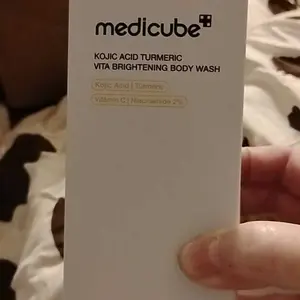 medicube
KOJIC ACID TURMERIC
VITA BRIGHTENING BODY WASH
Kojic Acid | Turmeric
Vitamin C | Niacinamide 2%